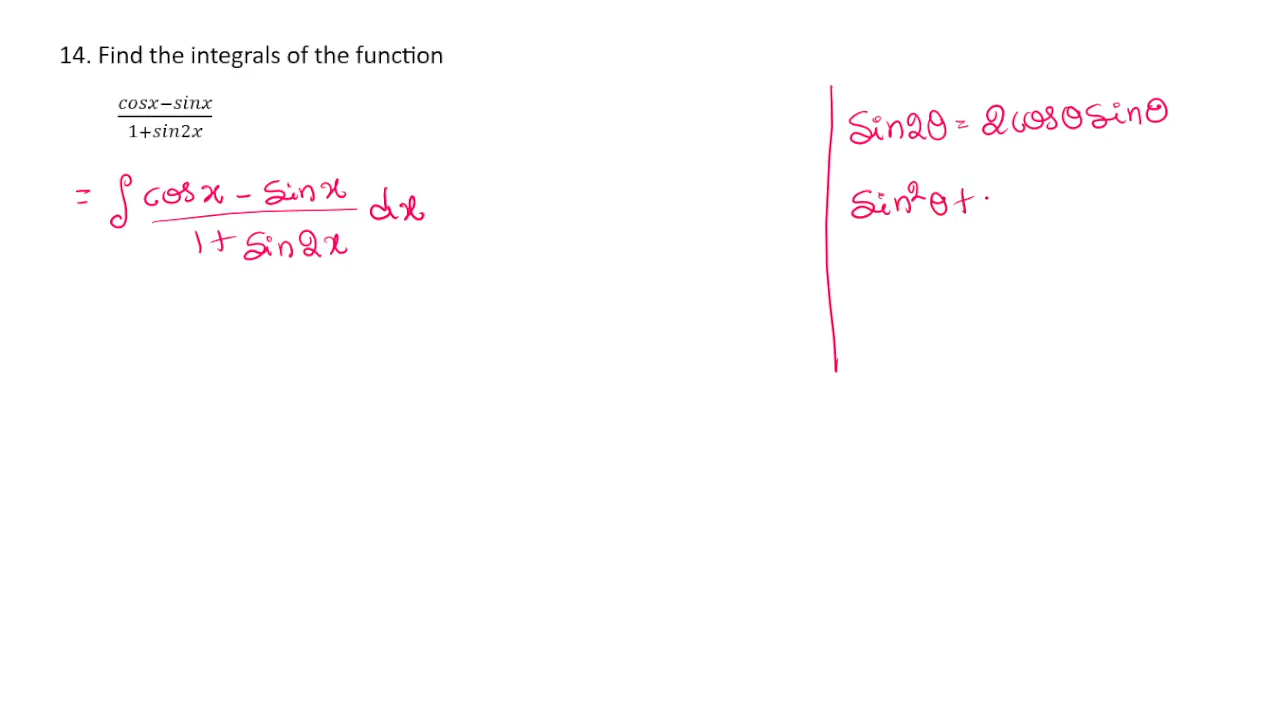 14. Find the integrals of the function
cosx−sinx
1+sin2x
= ∫ cosx - sinx / 1 + sin2x dx
sin2θ = 2cosθsinθ
sin²θ +